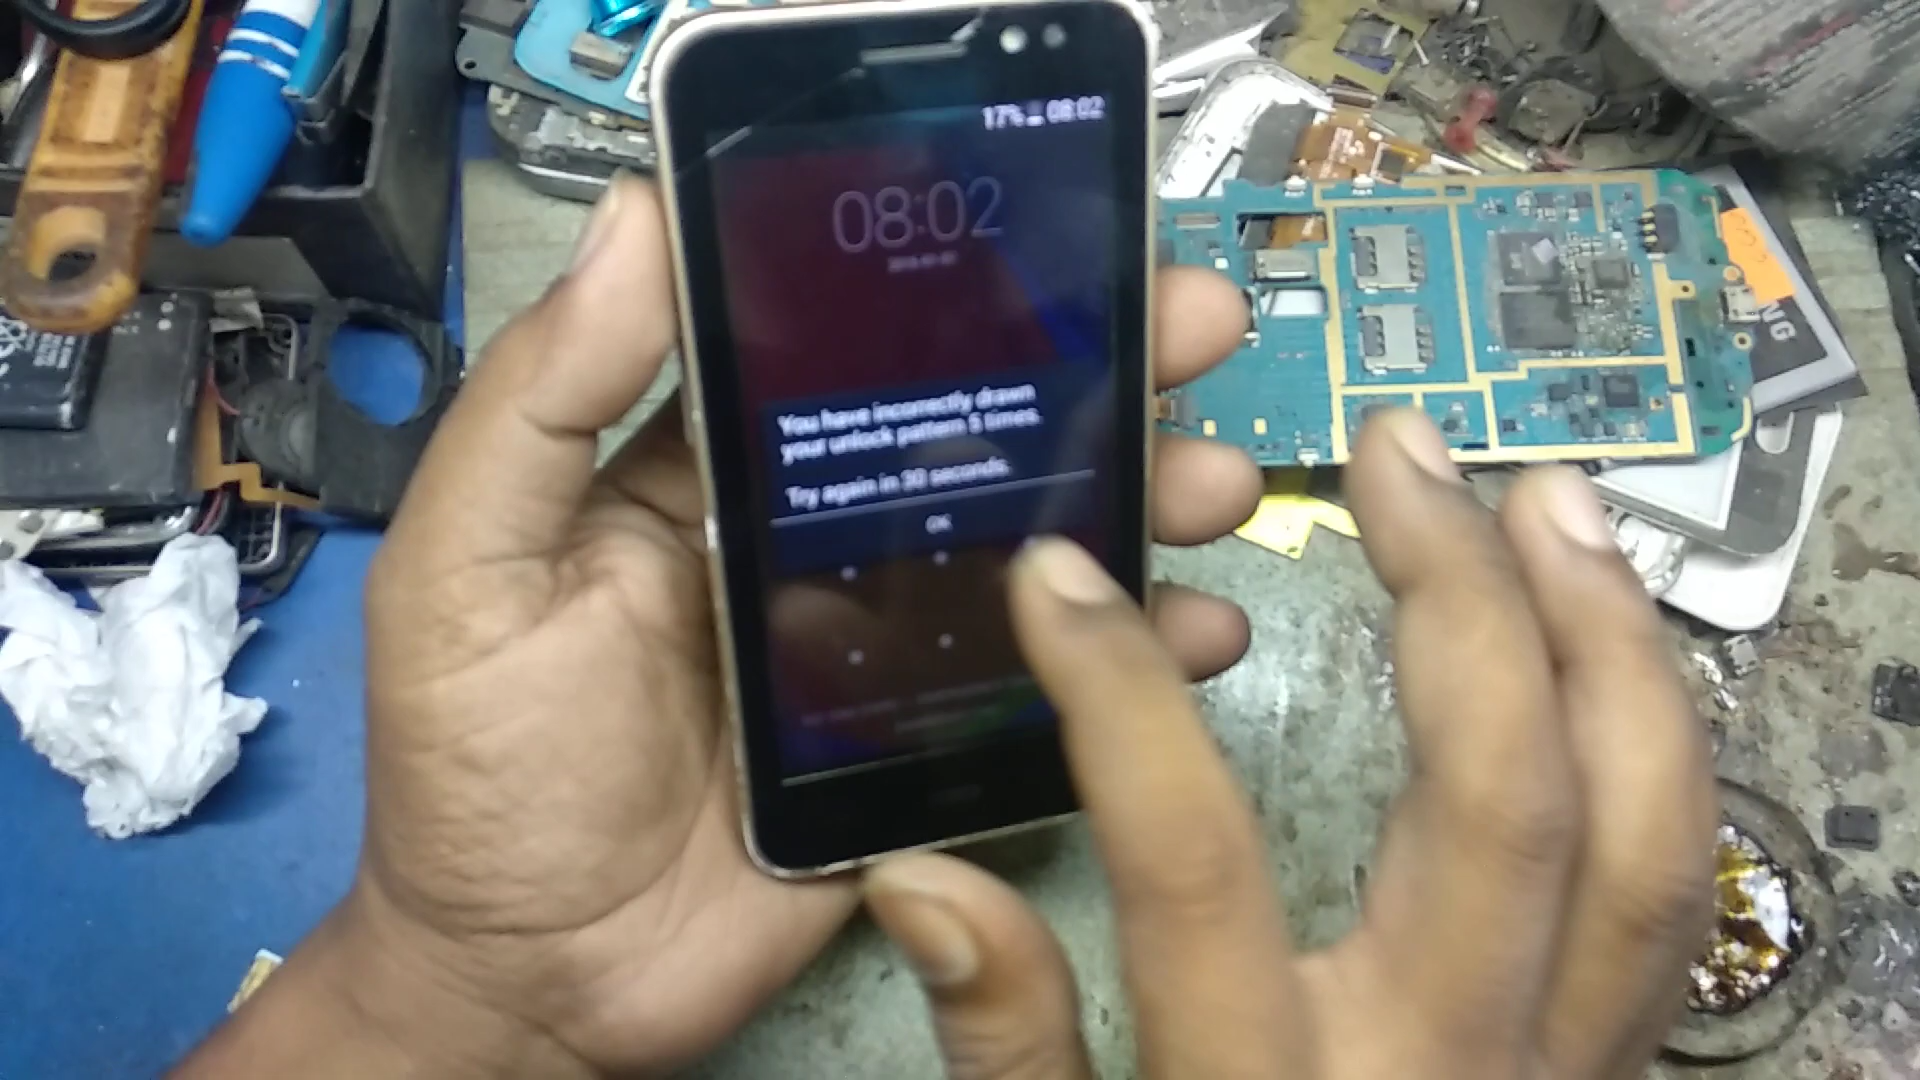 17% 08:02
08:02
You have incorrectly drawn
your unlock pattern 5 times.
Try again in 30 seconds.
OK
NG